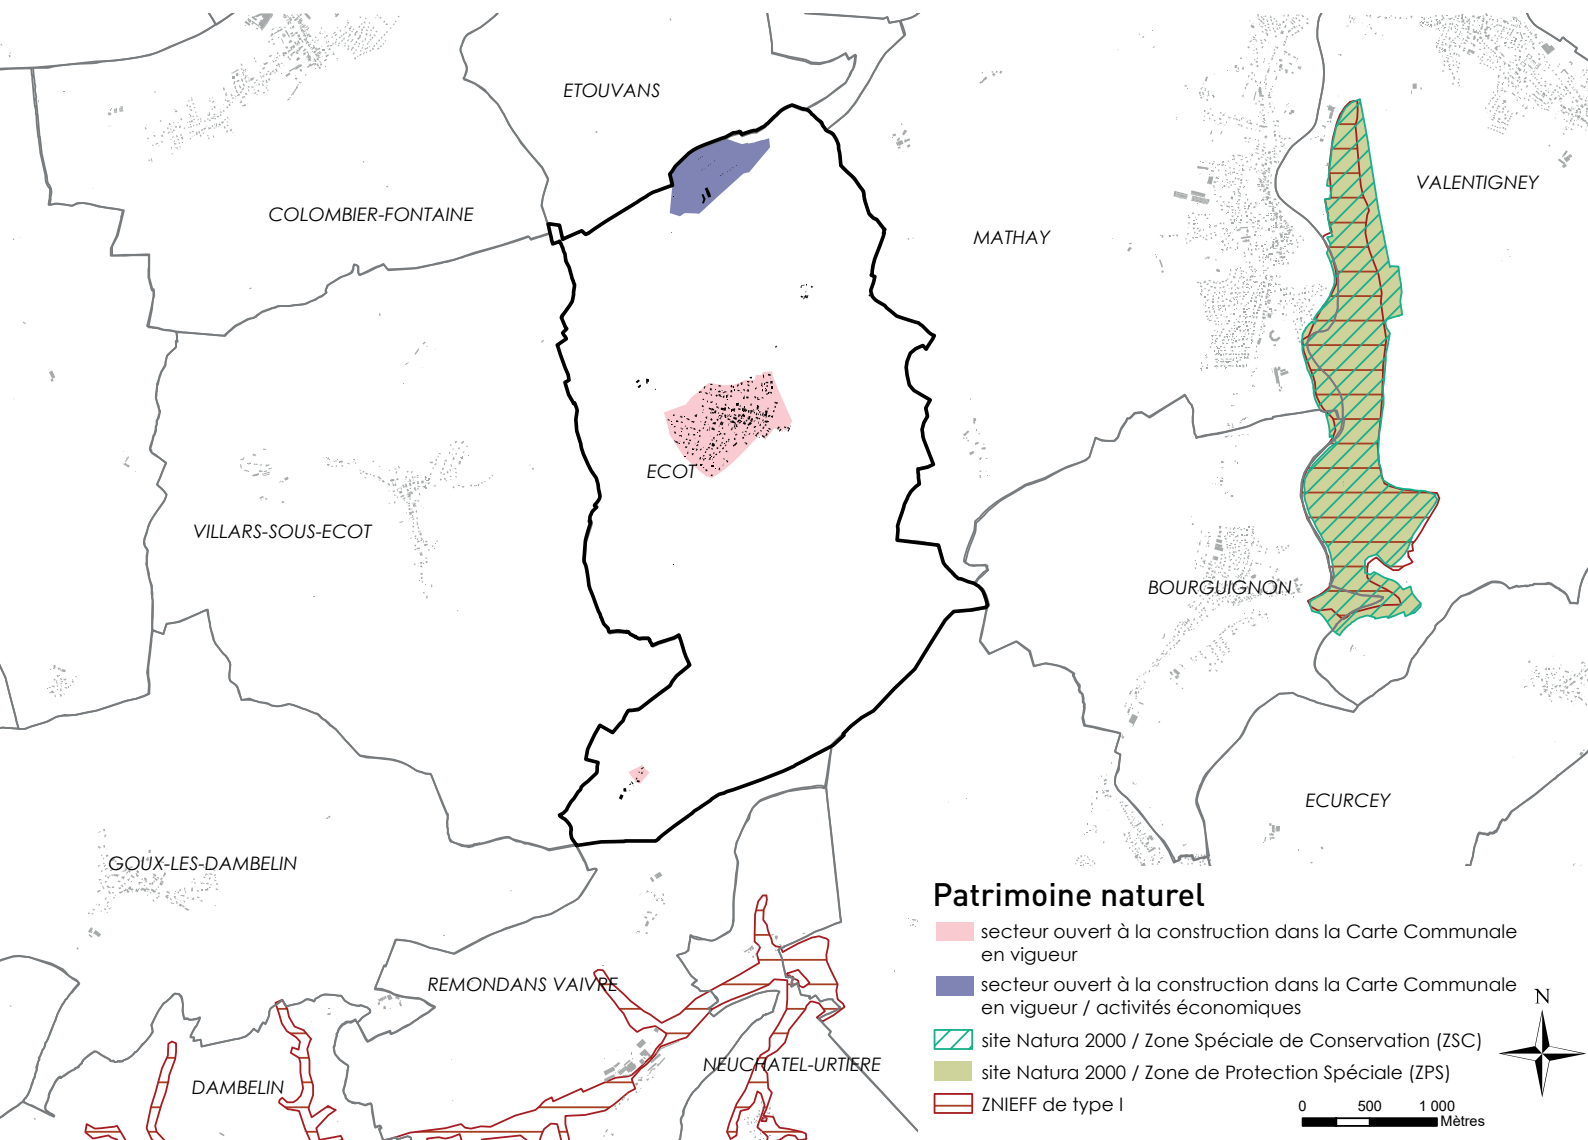 ETOUVANS
VALENTIGNEY
COLOMBIER-FONTAINE
MATHAY
ECOT
VILLARS-SOUS-ECOT
BOURGUIGNON
ECURCEY
GOUX-LES-DAMBELIN
REMONDANS VAIVRE
NEUCHATEL-URTIERE
DAMBELIN
Patrimoine naturel
secteur ouvert à la construction dans la Carte Communale
en vigueur
secteur ouvert à la construction dans la Carte Communale
en vigueur / activités économiques
site Natura 2000 / Zone Spéciale de Conservation (ZSC)
site Natura 2000 / Zone de Protection Spéciale (ZPS)
ZNIEFF de type I
N
0 500 1 000
Mètres